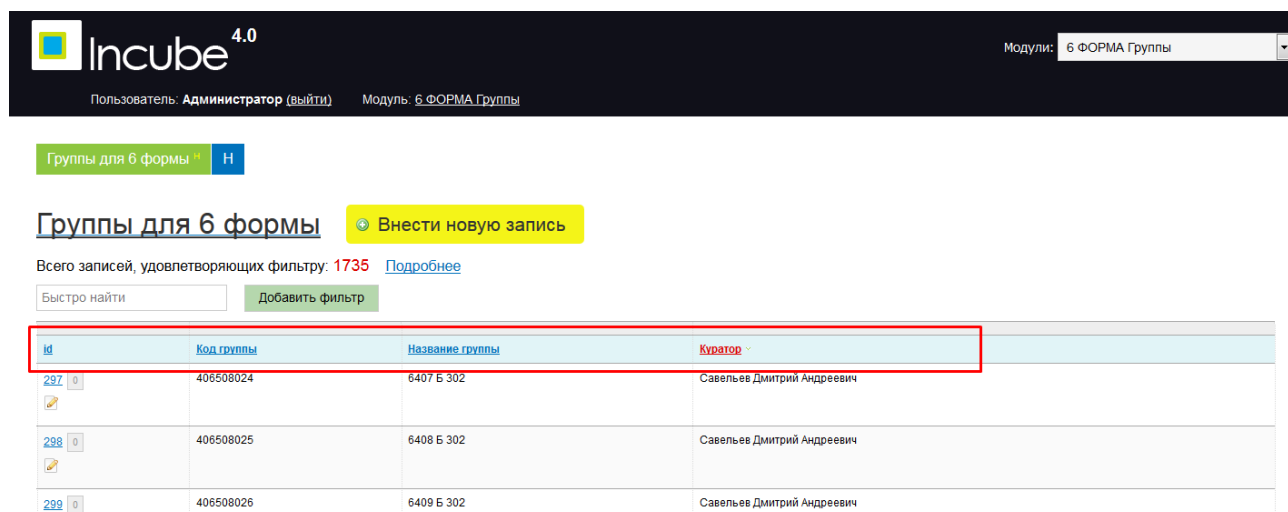 Incube 4.0
Модули: 6 ФОРМА Группы
Пользователь: Администратор (выйти) Модуль: 6 ФОРМА Группы
Группы для 6 формы Н Н
Группы для 6 формы Внести новую запись
Всего записей, удовлетворяющих фильтру: 1735 Подробнее
Быстро найти Добавить фильтр
id Код группы Название группы Куратор
297 0 406508024 6407 Б 302 Савельев Дмитрий Андреевич
298 0 406508025 6408 Б 302 Савельев Дмитрий Андреевич
299 0 406508026 6409 Б 302 Савельев Дмитрий Андреевич